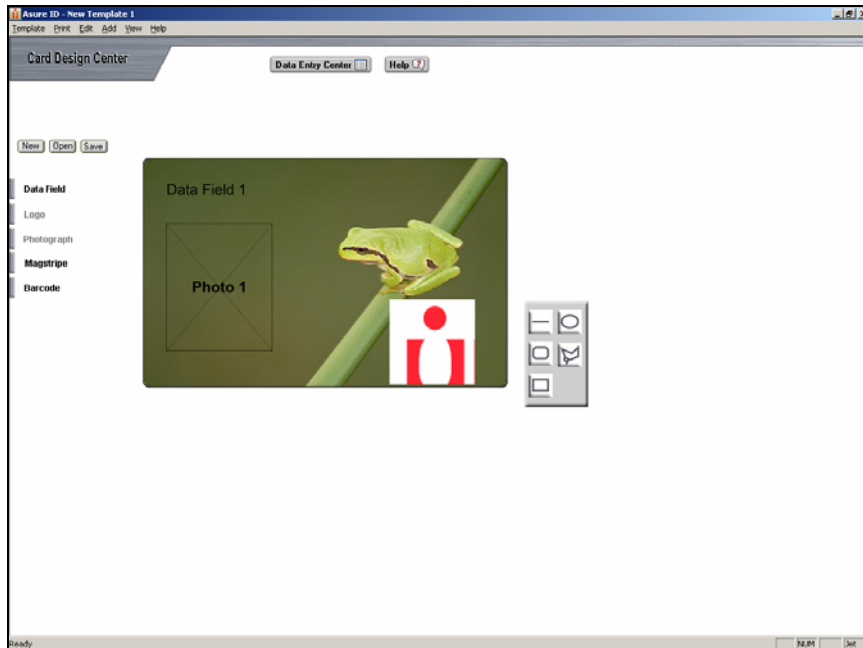 Asure ID - New Template 1
Template Print Edit Add View Help
Card Design Center
Data Entry Center
Help ?
New Open Save
Data Field
Logo
Photograph
Magstripe
Barcode
Data Field 1
Photo 1
Ready
NUM
Jet